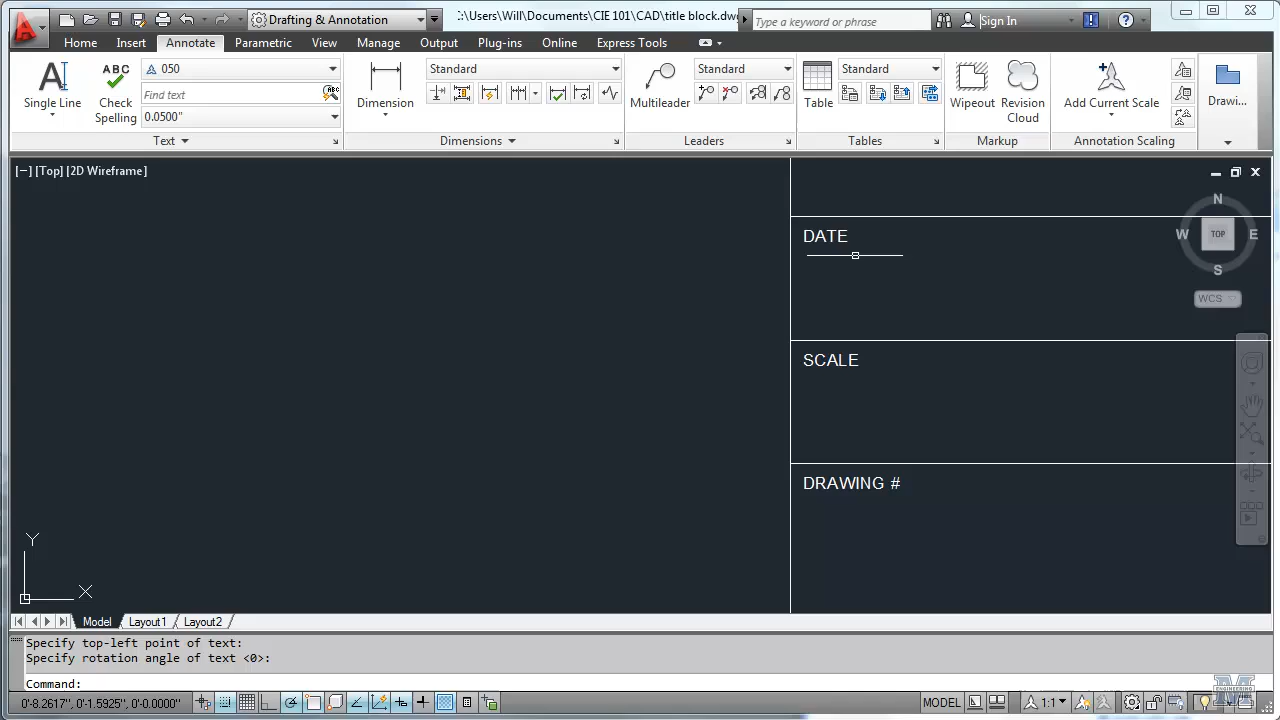 Drafting & Annotation
:\Users\Will\Documents\CIE 101\CAD\title block.dwg
Type a keyword or phrase
Sign In
Home Insert Annotate Parametric View Manage Output Plug-ins Online Express Tools
A Single Line
ABC Check Spelling
050
Find text
0.0500"
Text
Dimension
Standard
Dimensions
Multileader
Standard
Leaders
Table
Standard
Tables
Wipeout
Revision Cloud
Markup
Add Current Scale
Annotation Scaling
Drawi...
[−] [Top] [2D Wireframe]
N
W TOP E
S
WCS
DATE
SCALE
DRAWING #
Y
X
Model Layout1 Layout2
Specify top-left point of text:
Specify rotation angle of text <0>:
Command:
0'-8.2617", 0'-1.5925", 0'-0.0000"
MODEL
1:1
M
ENGINEERING